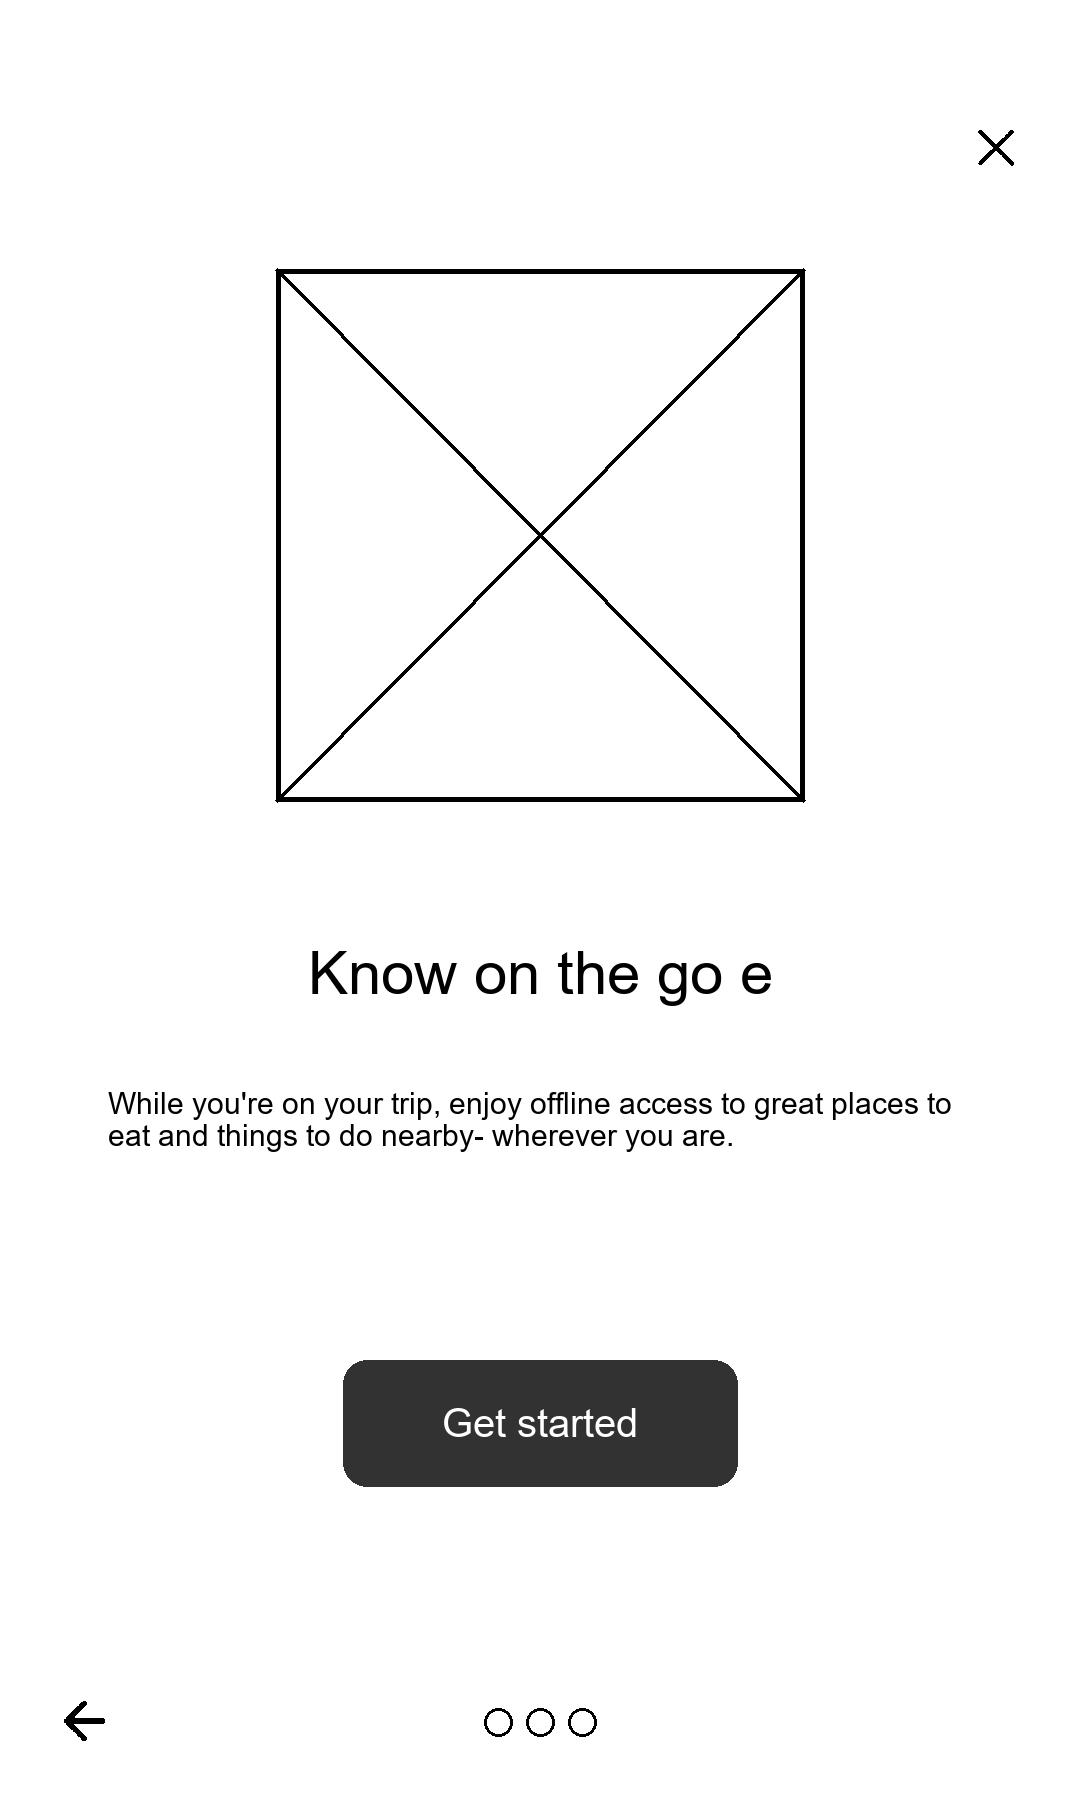 Know on the go e
While you're on your trip, enjoy offline access to great places to
eat and things to do nearby- wherever you are.
Get started